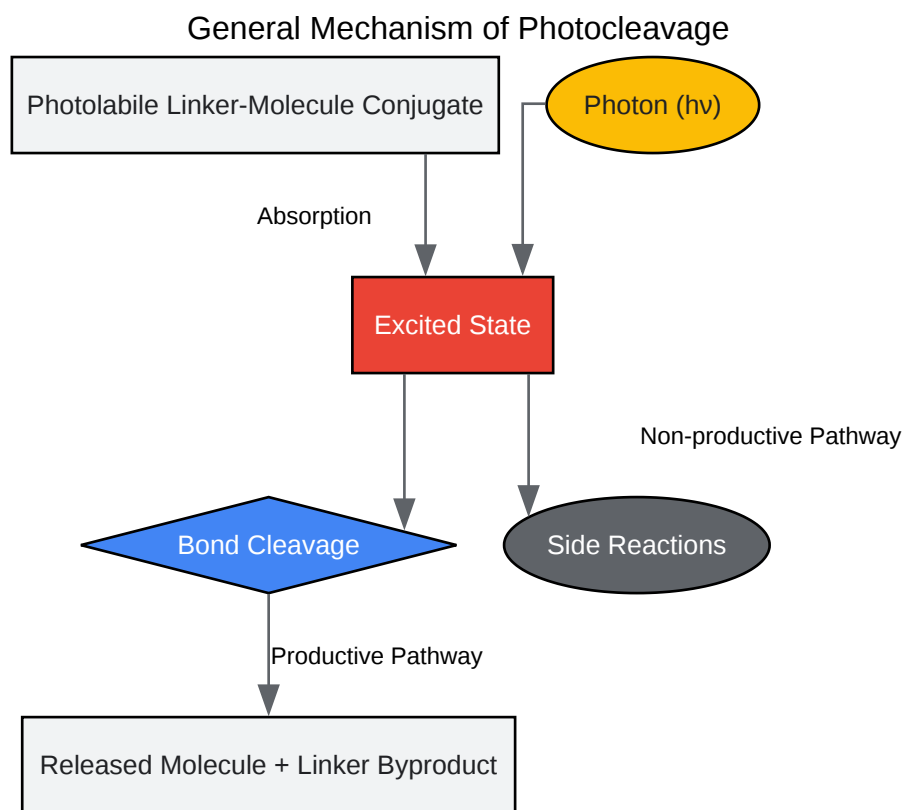 General Mechanism of Photocleavage
Photolabile Linker-Molecule Conjugate
Photon (hν)
Absorption
Excited State
Non-productive Pathway
Bond Cleavage
Side Reactions
Productive Pathway
Released Molecule + Linker Byproduct